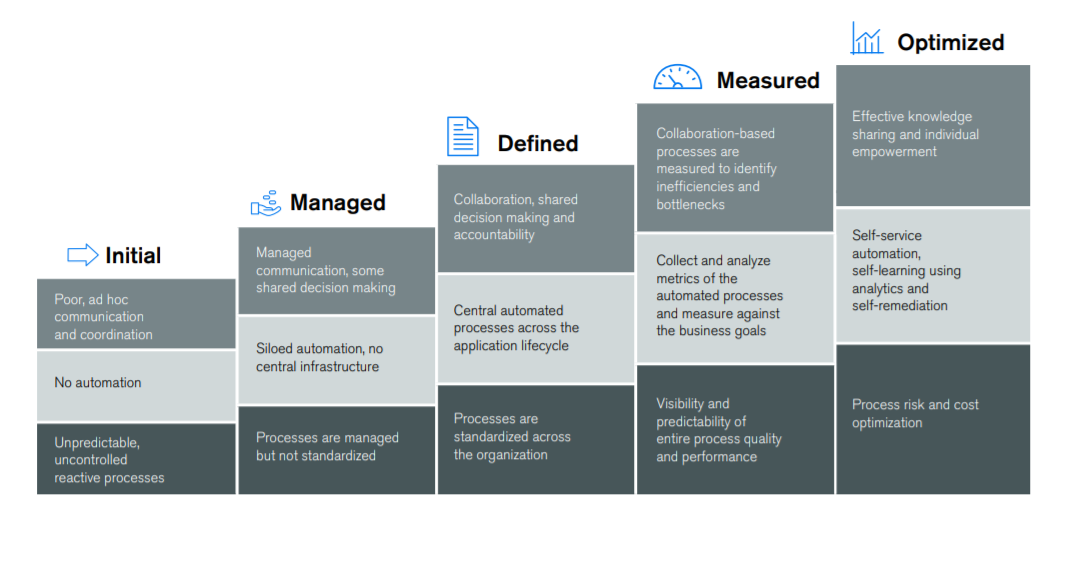 Initial
Poor, ad hoc
communication
and coordination
No automation
Unpredictable,
uncontrolled
reactive processes
Managed
Managed
communication, some
shared decision making
Siloed automation, no
central infrastructure
Processes are managed
but not standardized
Defined
Collaboration, shared
decision making and
accountability
Central automated
processes across the
application lifecycle
Processes are
standardized across
the organization
Measured
Collaboration-based
processes are
measured to identify
inefficiencies and
bottlenecks
Collect and analyze
metrics of the
automated processes
and measure against
the business goals
Visibility and
predictability of
entire process quality
and performance
Optimized
Effective knowledge
sharing and individual
empowerment
Self-service
automation,
self-learning using
analytics and
self-remediation
Process risk and cost
optimization